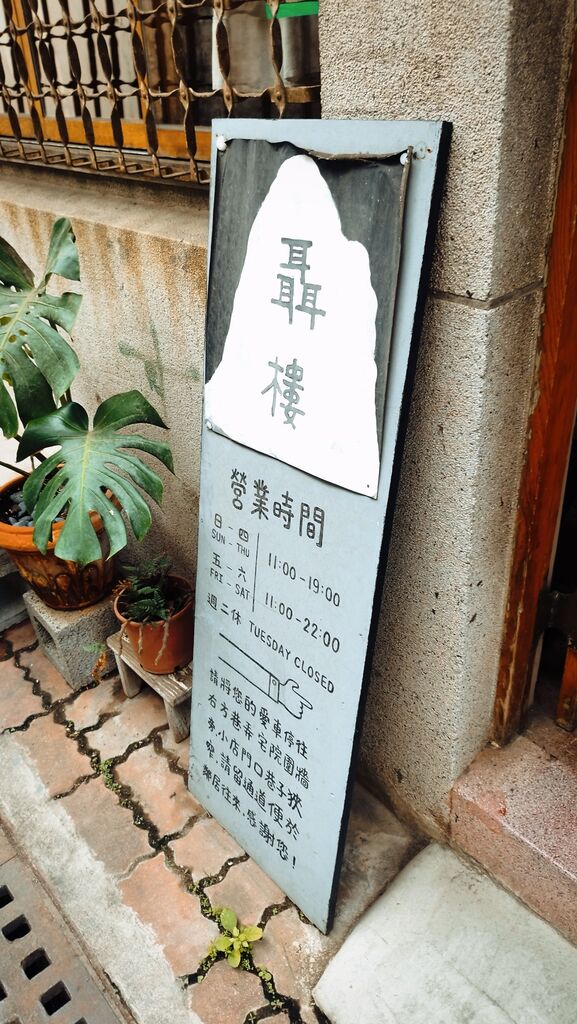 聶
樓
營業時間
日-四 11:00-19:00
SUN-THU
五-六 11:00-22:00
FRI-SAT
週二休 TUESDAY CLOSED
請將您的愛車停往
右方巷弄宅院圍牆
旁,小店門口巷子狹
窄,請留通道便於
鄰居往來,感謝您!